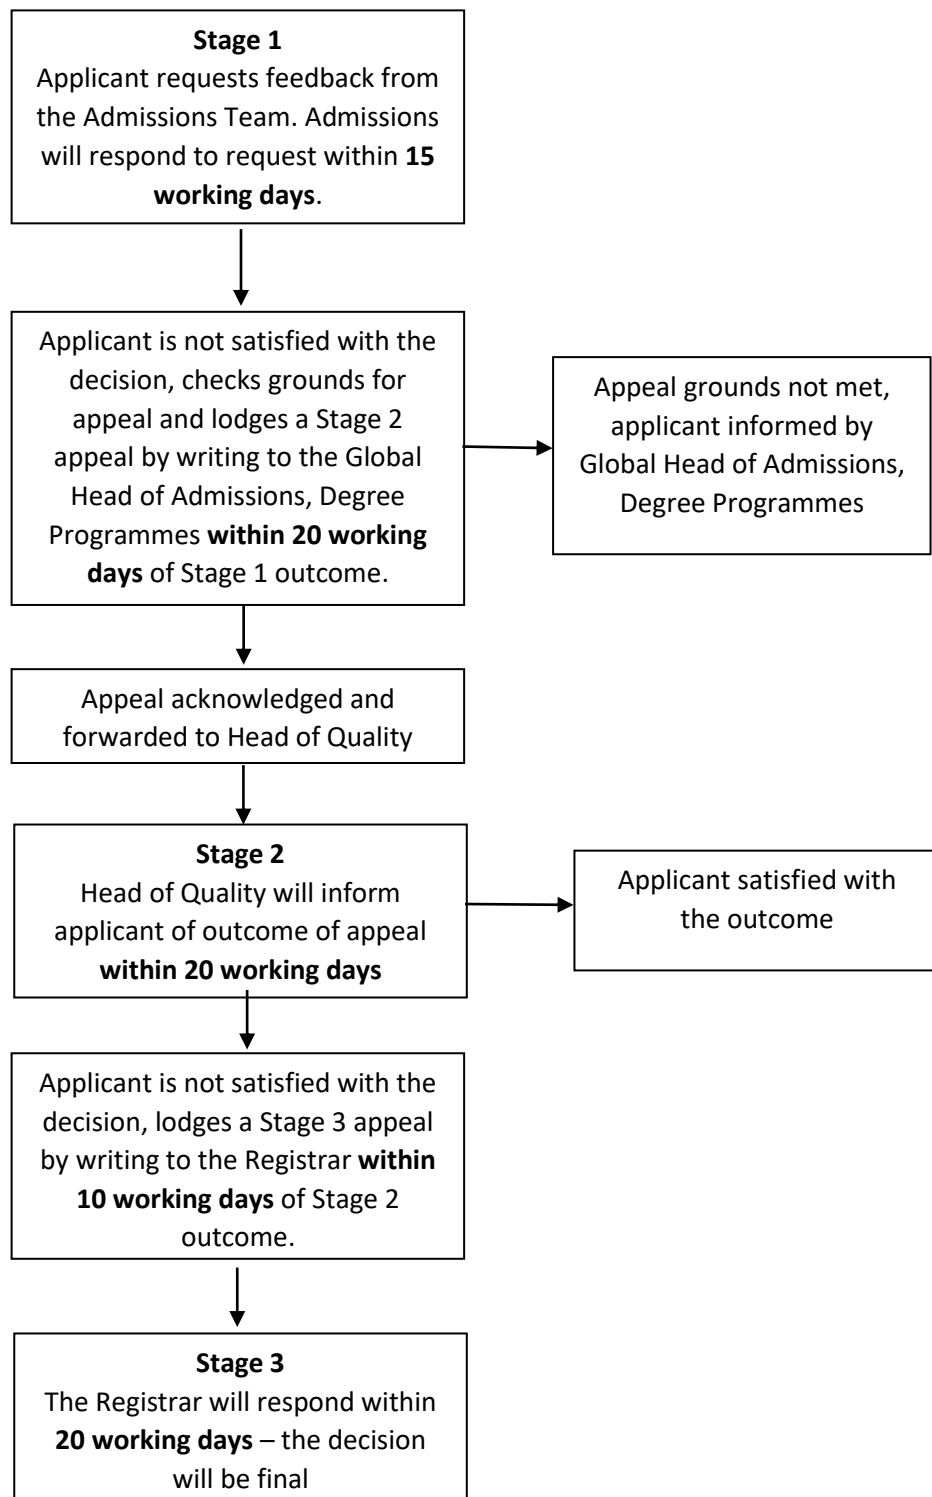 Stage 1
Applicant requests feedback from
the Admissions Team. Admissions
will respond to request within 15
working days.
Applicant is not satisfied with the
decision, checks grounds for
appeal and lodges a Stage 2
appeal by writing to the Global
Head of Admissions, Degree
Programmes within 20 working
days of Stage 1 outcome.
Appeal grounds not met,
applicant informed by
Global Head of Admissions,
Degree Programmes
Appeal acknowledged and
forwarded to Head of Quality
Stage 2
Head of Quality will inform
applicant of outcome of appeal
within 20 working days
Applicant satisfied with
the outcome
Applicant is not satisfied with the
decision, lodges a Stage 3 appeal
by writing to the Registrar within
10 working days of Stage 2
outcome.
Stage 3
The Registrar will respond within
20 working days – the decision
will be final